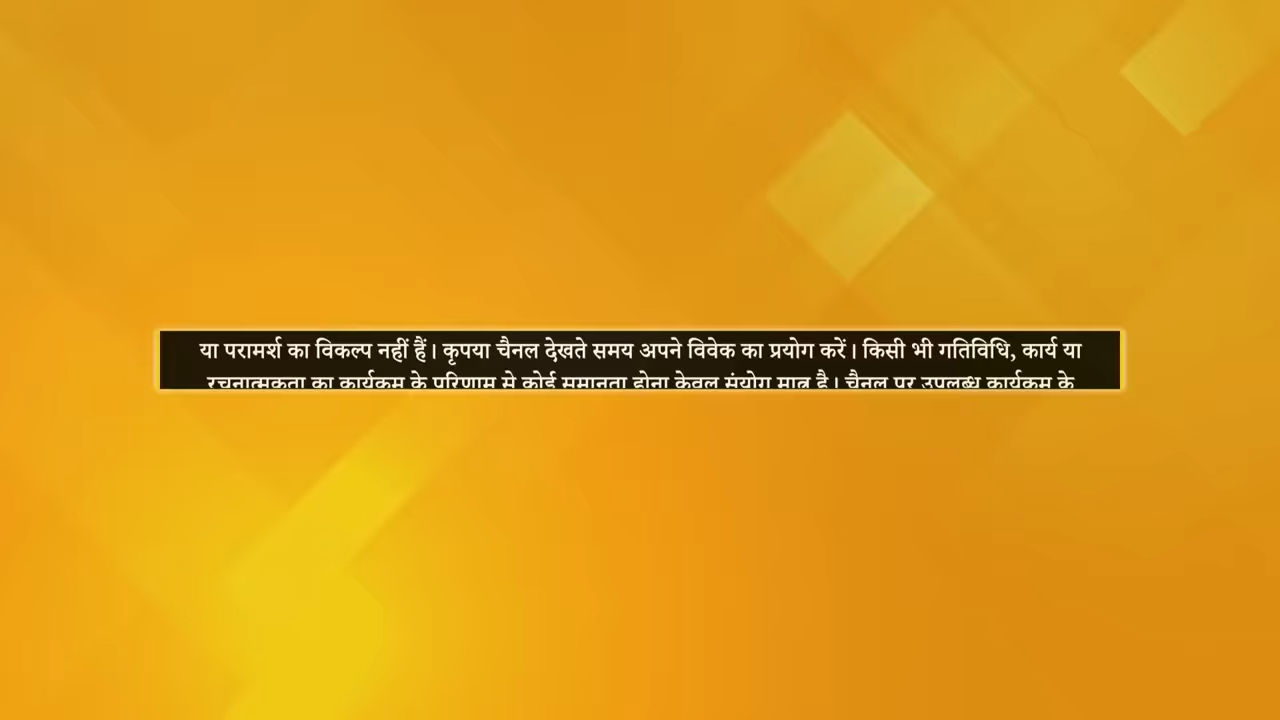 या परामर्श का विकल्प नहीं हैं। कृपया चैनल देखते समय अपने विवेक का प्रयोग करें। किसी भी गतिविधि, कार्य या
रचनात्मकता का कार्यक्रम के परिणाम से कोई समानता होना केवल संयोग मात्र है। चैनल पर उपलब्ध कार्यक्रम के